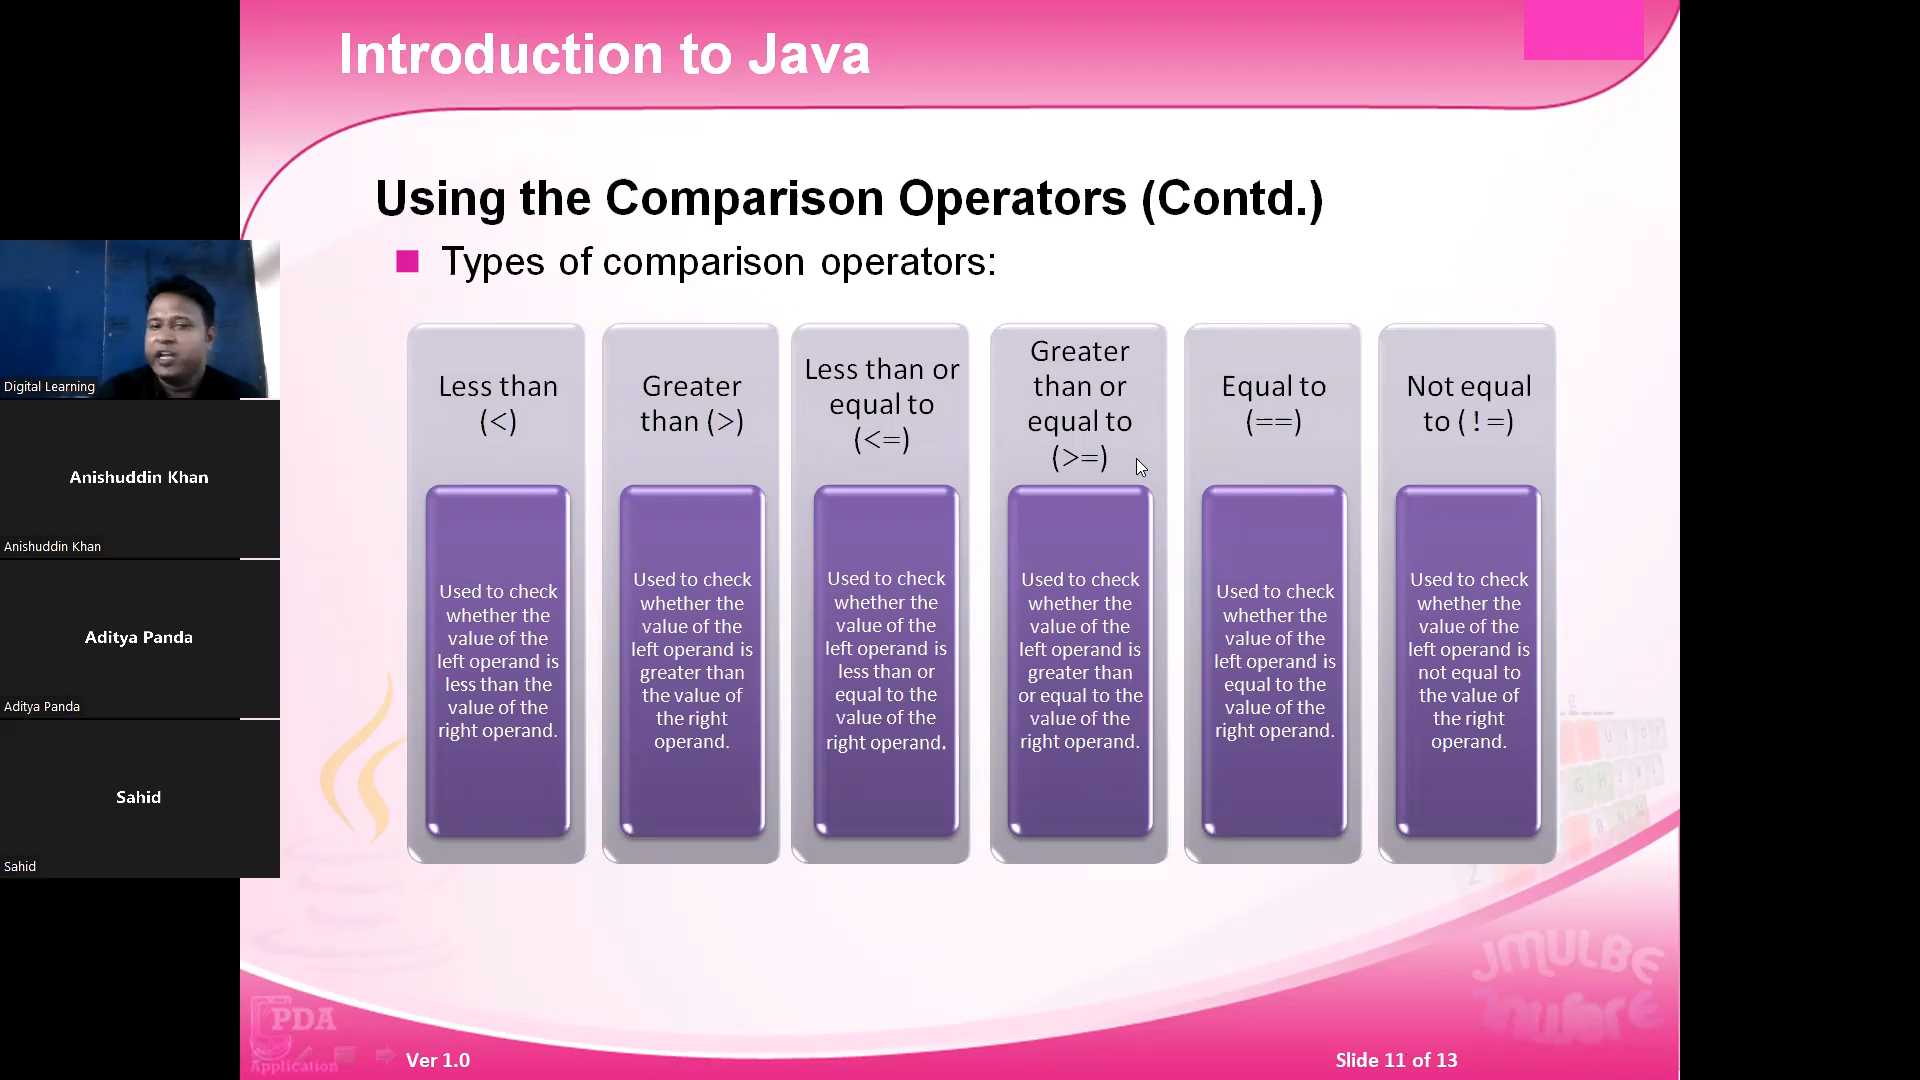 Introduction to Java
Using the Comparison Operators (Contd.)
Types of comparison operators:
Less than
(<)
Used to check
whether the
value of the
left operand is
less than the
value of the
right operand.
Greater
than (>)
Used to check
whether the
value of the
left operand is
greater than
the value of
the right
operand.
Less than or
equal to
(<=)
Used to check
whether the
value of the
left operand is
less than or
equal to the
value of the
right operand.
Greater
than or
equal to
(>=)
Used to check
whether the
value of the
left operand is
greater than
or equal to the
value of the
right operand.
Equal to
(==)
Used to check
whether the
value of the
left operand is
equal to the
value of the
right operand.
Not equal
to (!=)
Used to check
whether the
value of the
left operand is
not equal to
the value of
the right
operand.
Digital Learning
Anishuddin Khan
Anishuddin Khan
Aditya Panda
Aditya Panda
Sahid
Sahid
PDA
Application
Ver 1.0
Slide 11 of 13